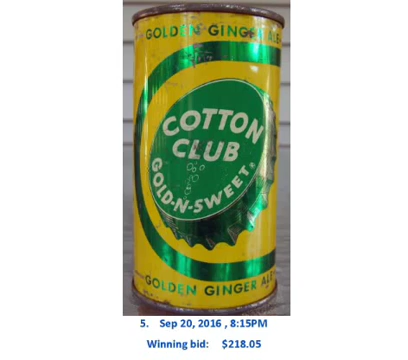 GOLDEN GINGER ALE
COTTON
CLUB
GOLD-N-SWEET®
GOLDEN GINGER ALE
5. Sep 20, 2016 , 8:15PM
Winning bid: $218.05